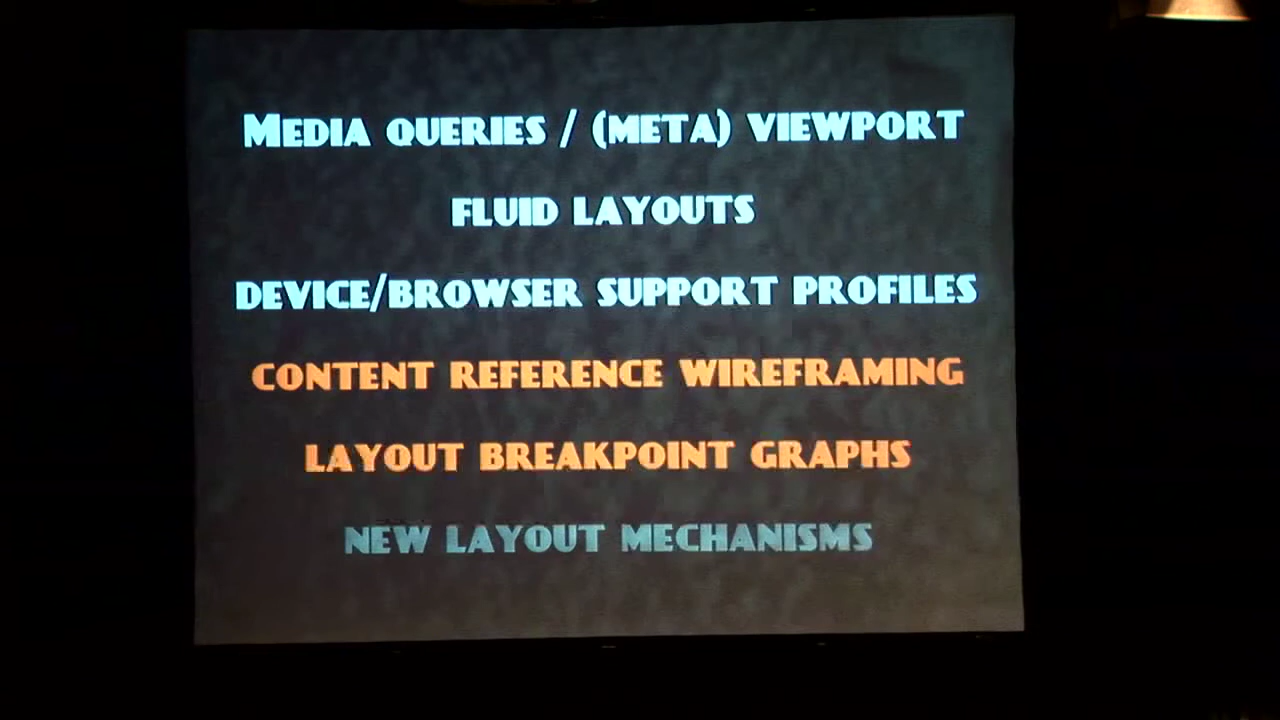 MEDIA QUERIES / (META) VIEWPORT
FLUID LAYOUTS
DEVICE/BROWSER SUPPORT PROFILES
CONTENT REFERENCE WIREFRAMING
LAYOUT BREAKPOINT GRAPHS
NEW LAYOUT MECHANISMS